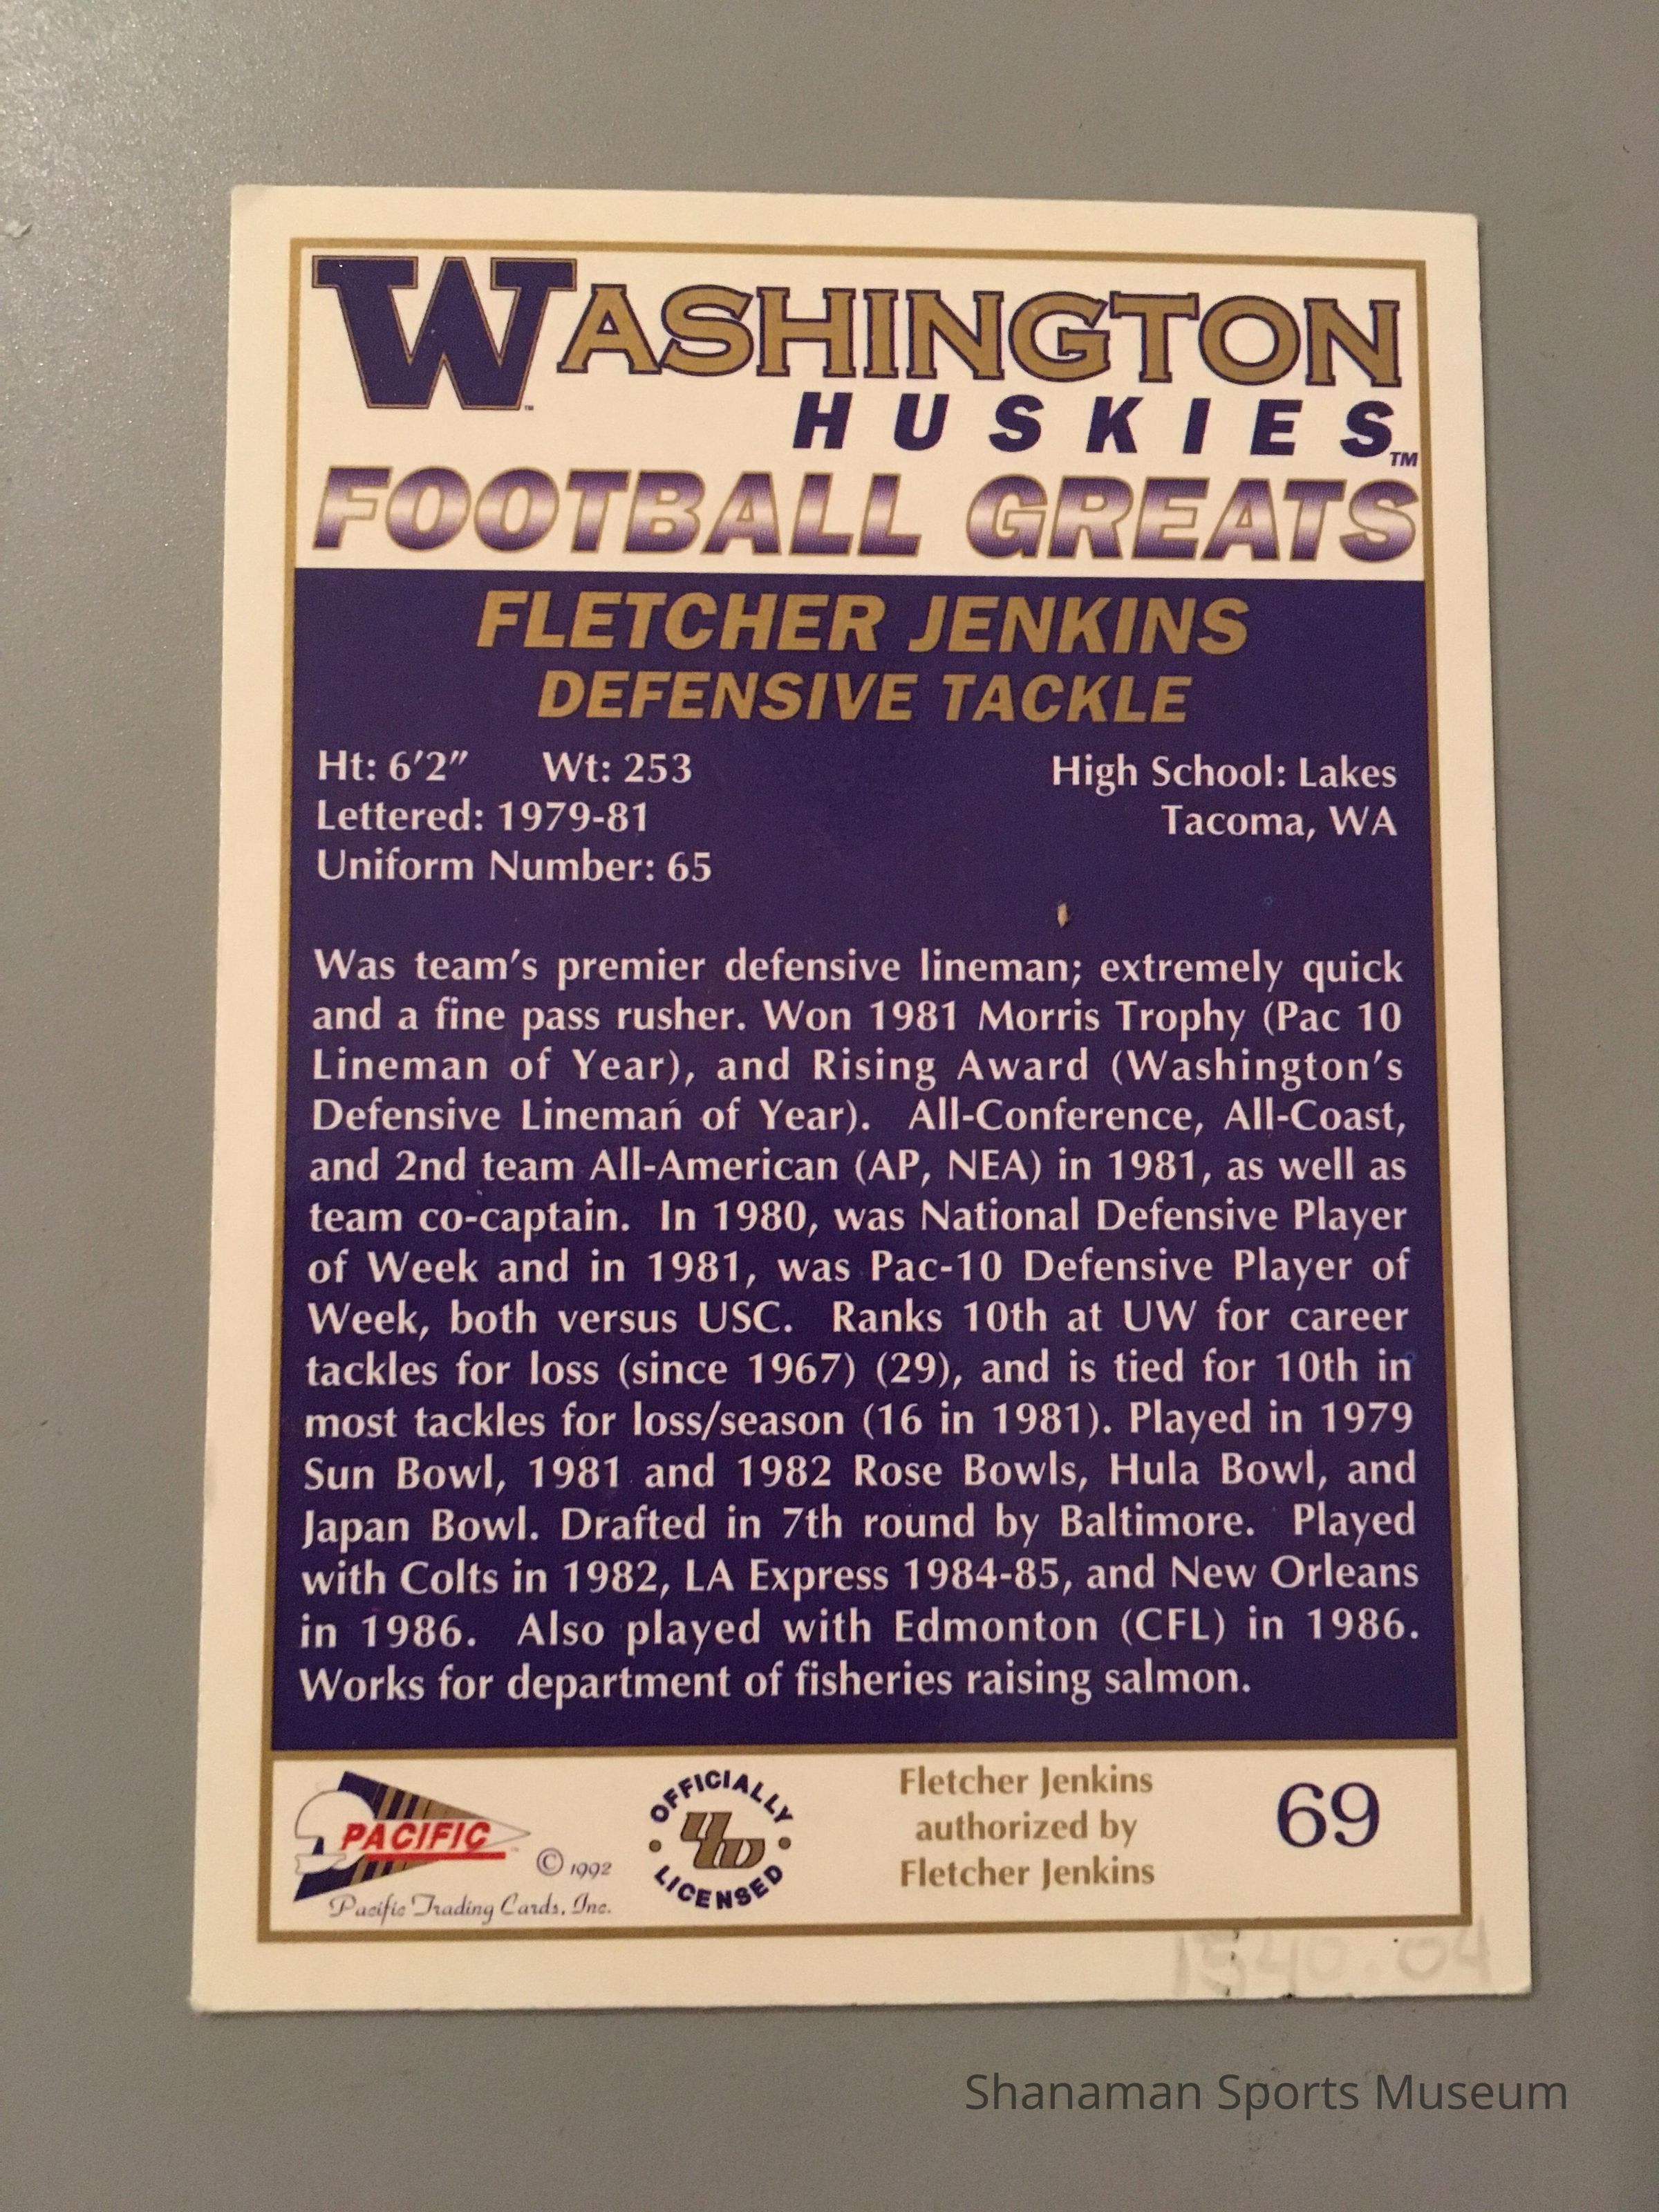 WASHINGTON
HUSKIES™
FOOTBALL GREATS
FLETCHER JENKINS
DEFENSIVE TACKLE
Ht: 6'2" Wt: 253 High School: Lakes
Lettered: 1979-81 Tacoma, WA
Uniform Number: 65
Was team's premier defensive lineman; extremely quick
and a fine pass rusher. Won 1981 Morris Trophy (Pac 10
Lineman of Year), and Rising Award (Washington's
Defensive Lineman of Year). All-Conference, All-Coast,
and 2nd team All-American (AP, NEA) in 1981, as well as
team co-captain. In 1980, was National Defensive Player
of Week and in 1981, was Pac-10 Defensive Player of
Week, both versus USC. Ranks 10th at UW for career
tackles for loss (since 1967) (29), and is tied for 10th in
most tackles for loss/season (16 in 1981). Played in 1979
Sun Bowl, 1981 and 1982 Rose Bowls, Hula Bowl, and
Japan Bowl. Drafted in 7th round by Baltimore. Played
with Colts in 1982, LA Express 1984-85, and New Orleans
in 1986. Also played with Edmonton (CFL) in 1986.
Works for department of fisheries raising salmon.
PACIFIC
© 1992
Pacific Trading Cards, Inc.
OFFICIALLY
UW
LICENSED
Fletcher Jenkins
authorized by
Fletcher Jenkins
69
1540.04
Shanaman Sports Museum